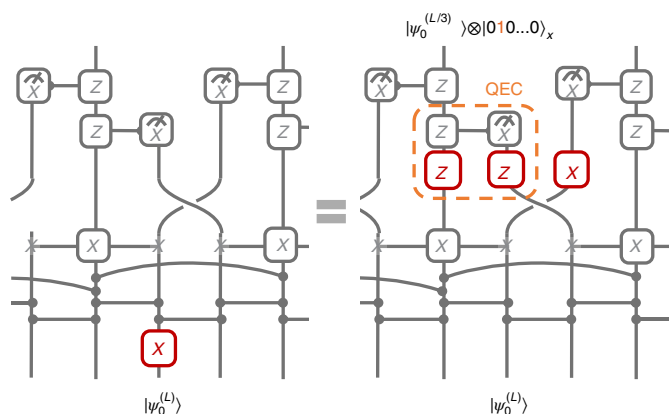 |ψ₀⁽ᴸ/³⁾ ⟩⊗|010...0⟩ₓ
X Z X Z X Z X Z
QEC
Z X Z Z X Z
Z Z X
X X X X X X X X X X
X
|ψ₀⁽ᴸ⁾⟩ |ψ₀⁽ᴸ⁾⟩